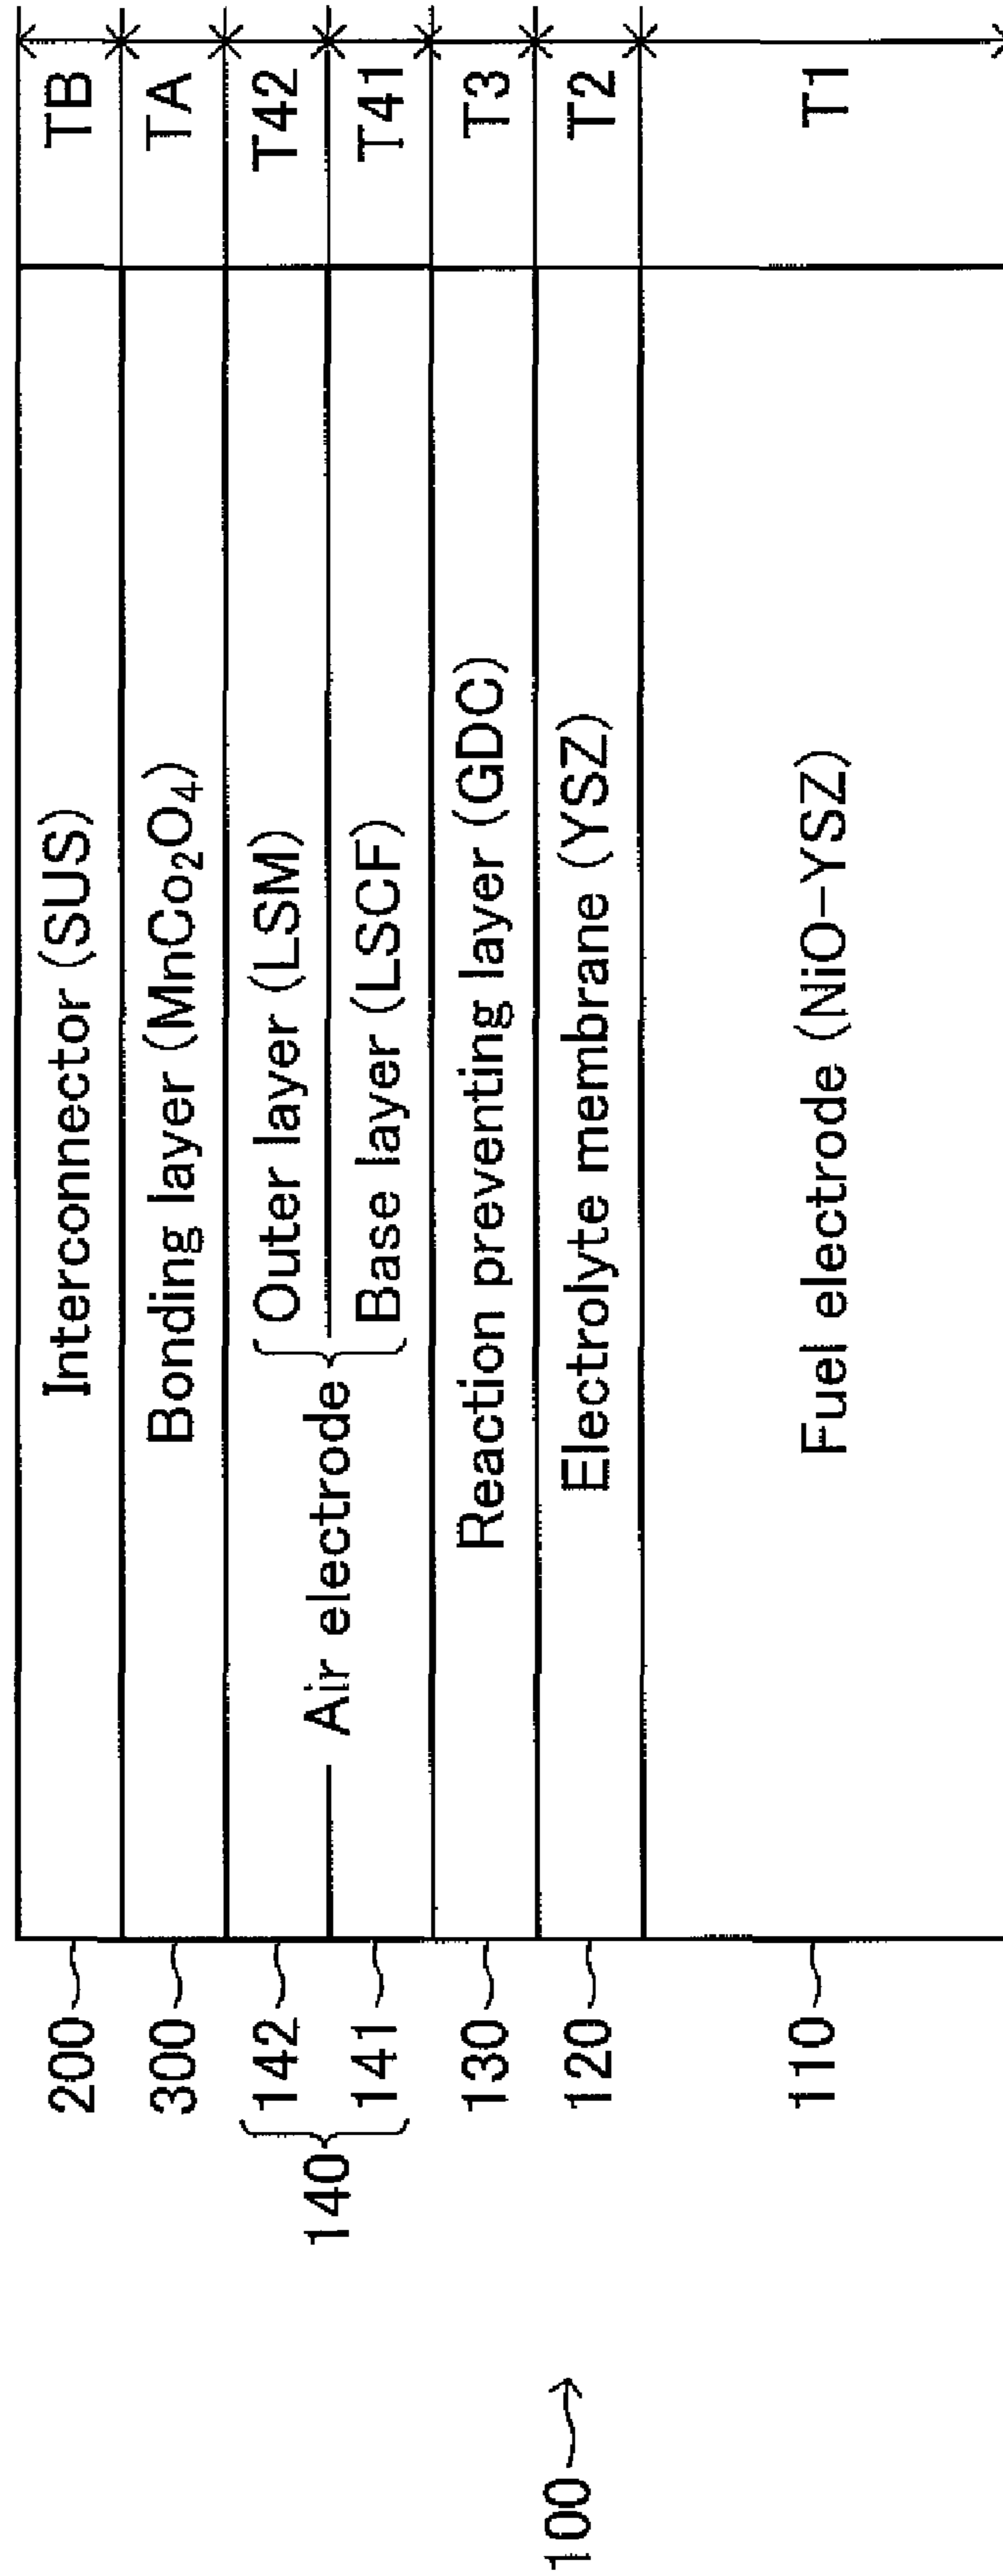 200 Interconnector (SUS) TB
300 Bonding layer (MnCo₂O₄) TA
142 Outer layer (LSM) T42
140 Air electrode
141 Base layer (LSCF) T41
130 Reaction preventing layer (GDC) T3
120 Electrolyte membrane (YSZ) T2
100
110 Fuel electrode (NiO-YSZ) T1